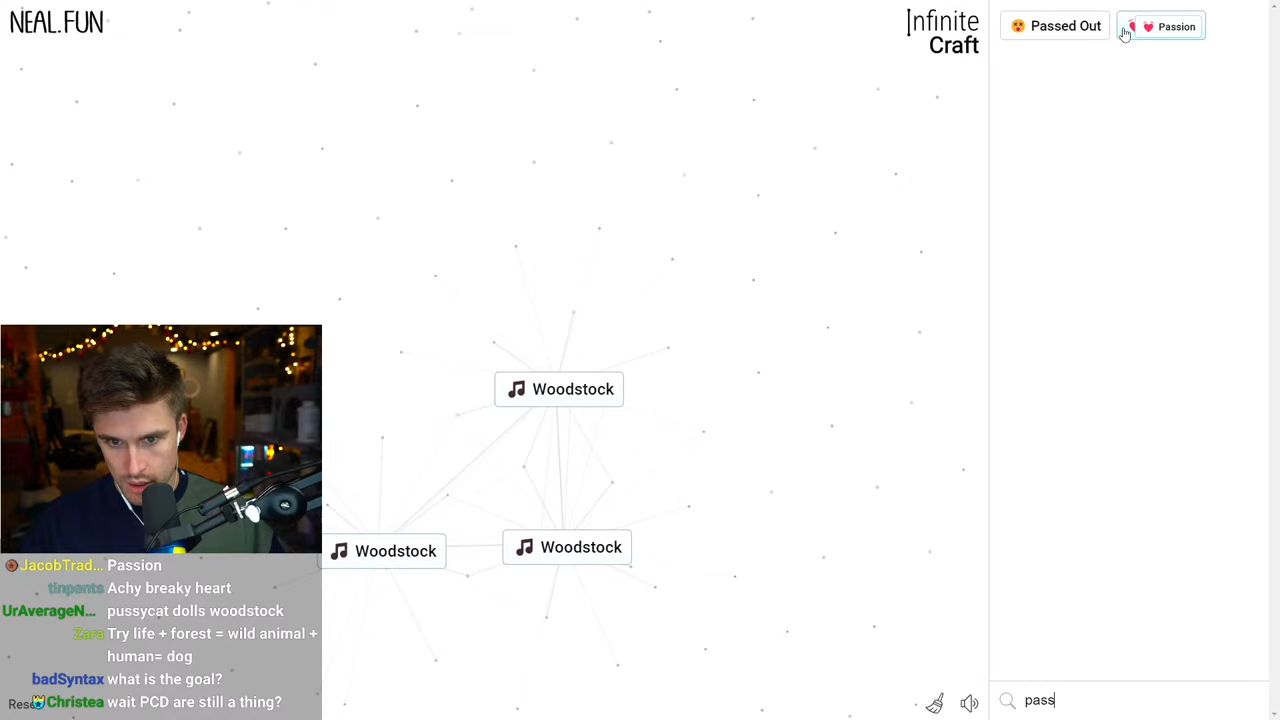 NEAL.FUN
Infinite
Craft
😵 Passed Out
💓 Passion
Woodstock
Woodstock
Woodstock
JacobTrad... Passion
tinpents Achy breaky heart
UrAverageN... pussycat dolls woodstock
Zara Try life + forest = wild animal +
human= dog
badSyntax what is the goal?
Christea wait PCD are still a thing?
pass